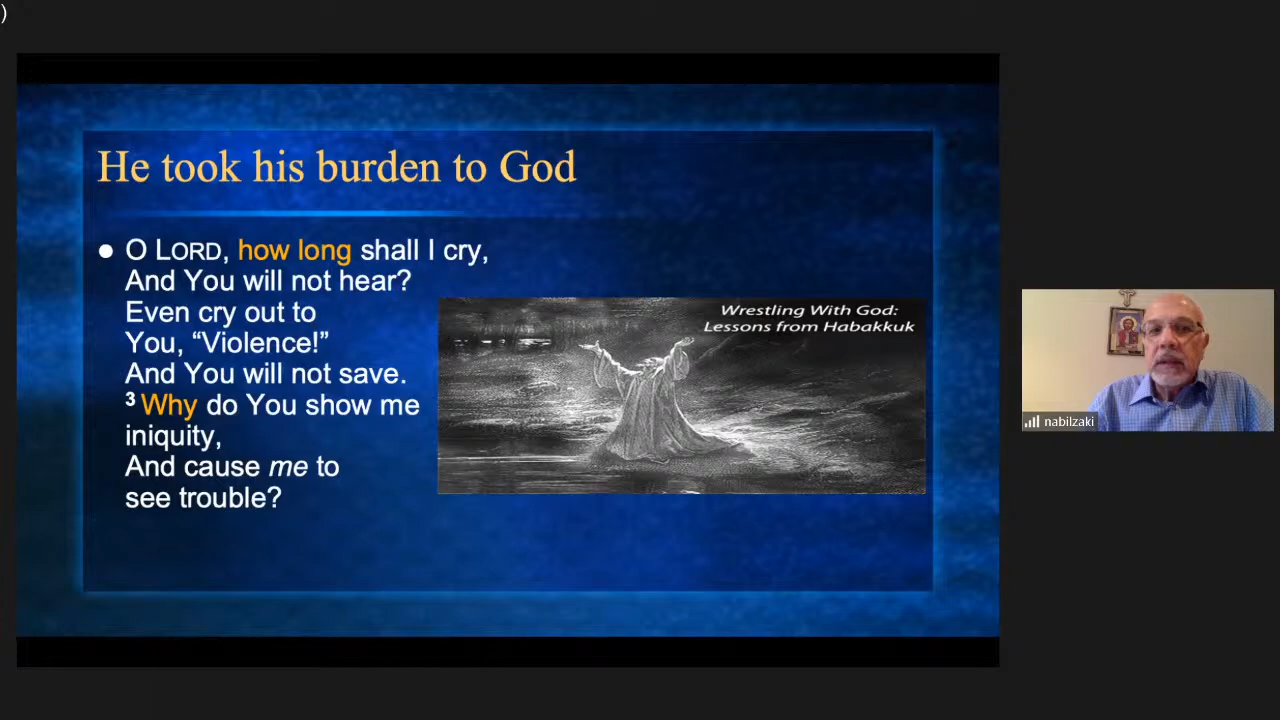 )
He took his burden to God
● O LORD, how long shall I cry,
And You will not hear?
Even cry out to
You, “Violence!”
And You will not save.
3 Why do You show me
iniquity,
And cause me to
see trouble?
Wrestling With God:
Lessons from Habakkuk
nabilzaki